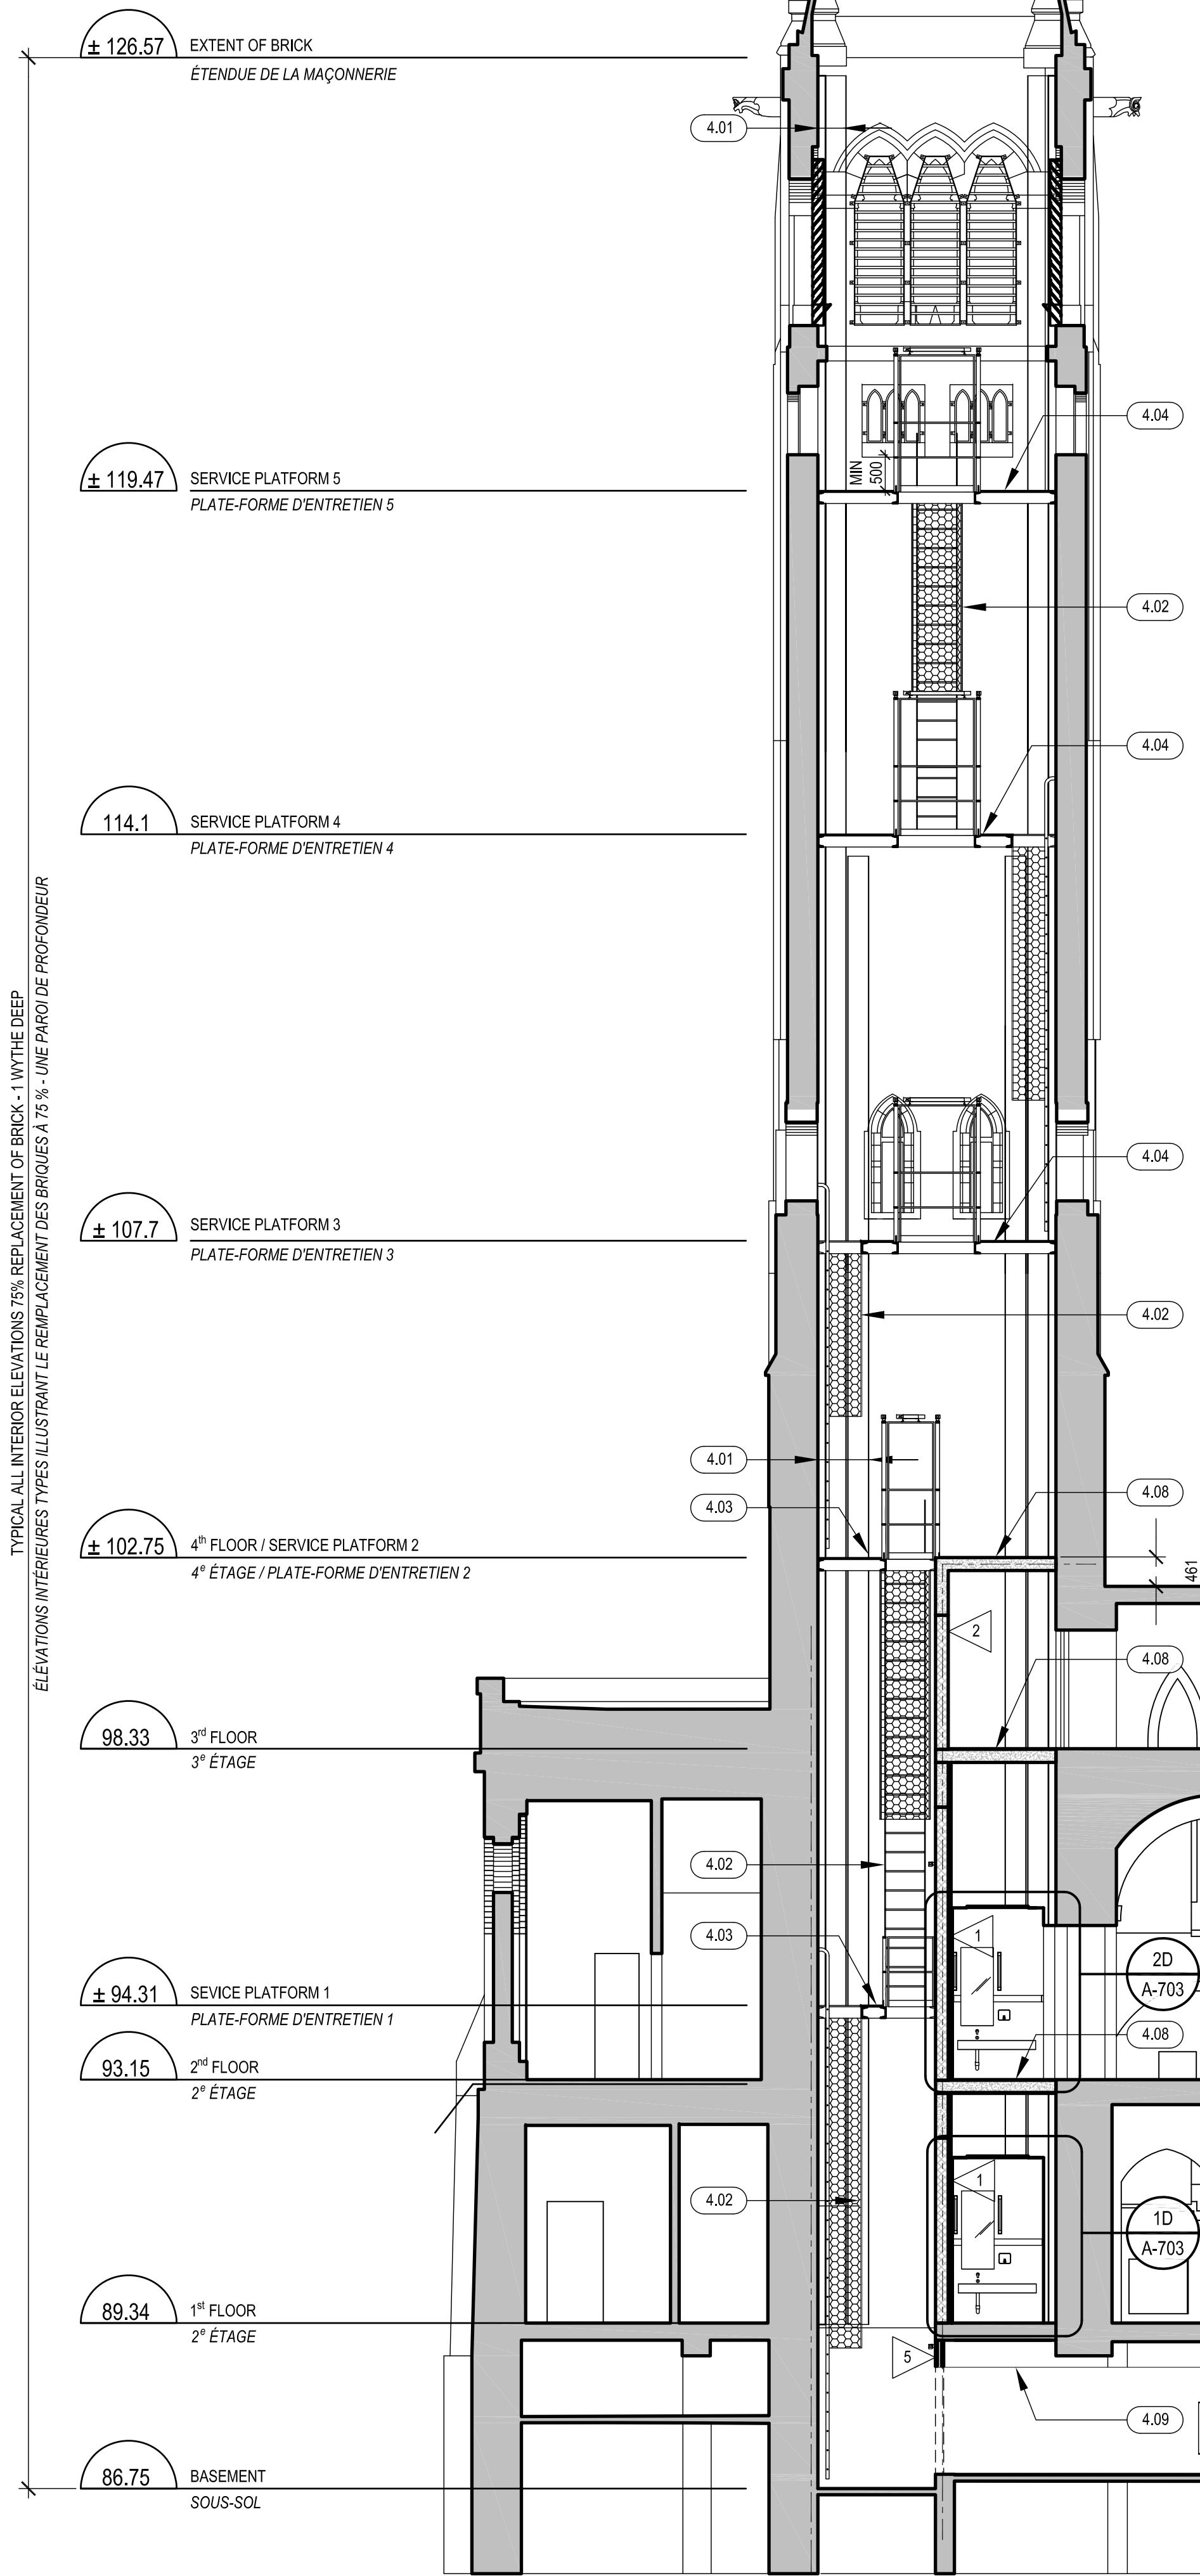 ± 126.57
EXTENT OF BRICK
ÉTENDUE DE LA MAÇONNERIE
4.01
4.04
± 119.47
SERVICE PLATFORM 5
PLATE-FORME D'ENTRETIEN 5
MIN
500
4.02
4.04
114.1
SERVICE PLATFORM 4
PLATE-FORME D'ENTRETIEN 4
TYPICAL ALL INTERIOR ELEVATIONS 75% REPLACEMENT OF BRICK - 1 WYTHE DEEP
ÉLÉVATIONS INTÉRIEURES TYPES ILLUSTRANT LE REMPLACEMENT DES BRIQUES À 75 % - UNE PAROI DE PROFONDEUR
4.04
± 107.7
SERVICE PLATFORM 3
PLATE-FORME D'ENTRETIEN 3
4.02
4.01
4.03
4.08
± 102.75
4th FLOOR / SERVICE PLATFORM 2
4e ÉTAGE / PLATE-FORME D'ENTRETIEN 2
461
2
4.08
98.33
3rd FLOOR
3e ÉTAGE
4.02
4.03
1
2D
A-703
± 94.31
SEVICE PLATFORM 1
PLATE-FORME D'ENTRETIEN 1
4.08
93.15
2nd FLOOR
2e ÉTAGE
1
4.02
1D
A-703
89.34
1st FLOOR
2e ÉTAGE
5
4.09
86.75
BASEMENT
SOUS-SOL